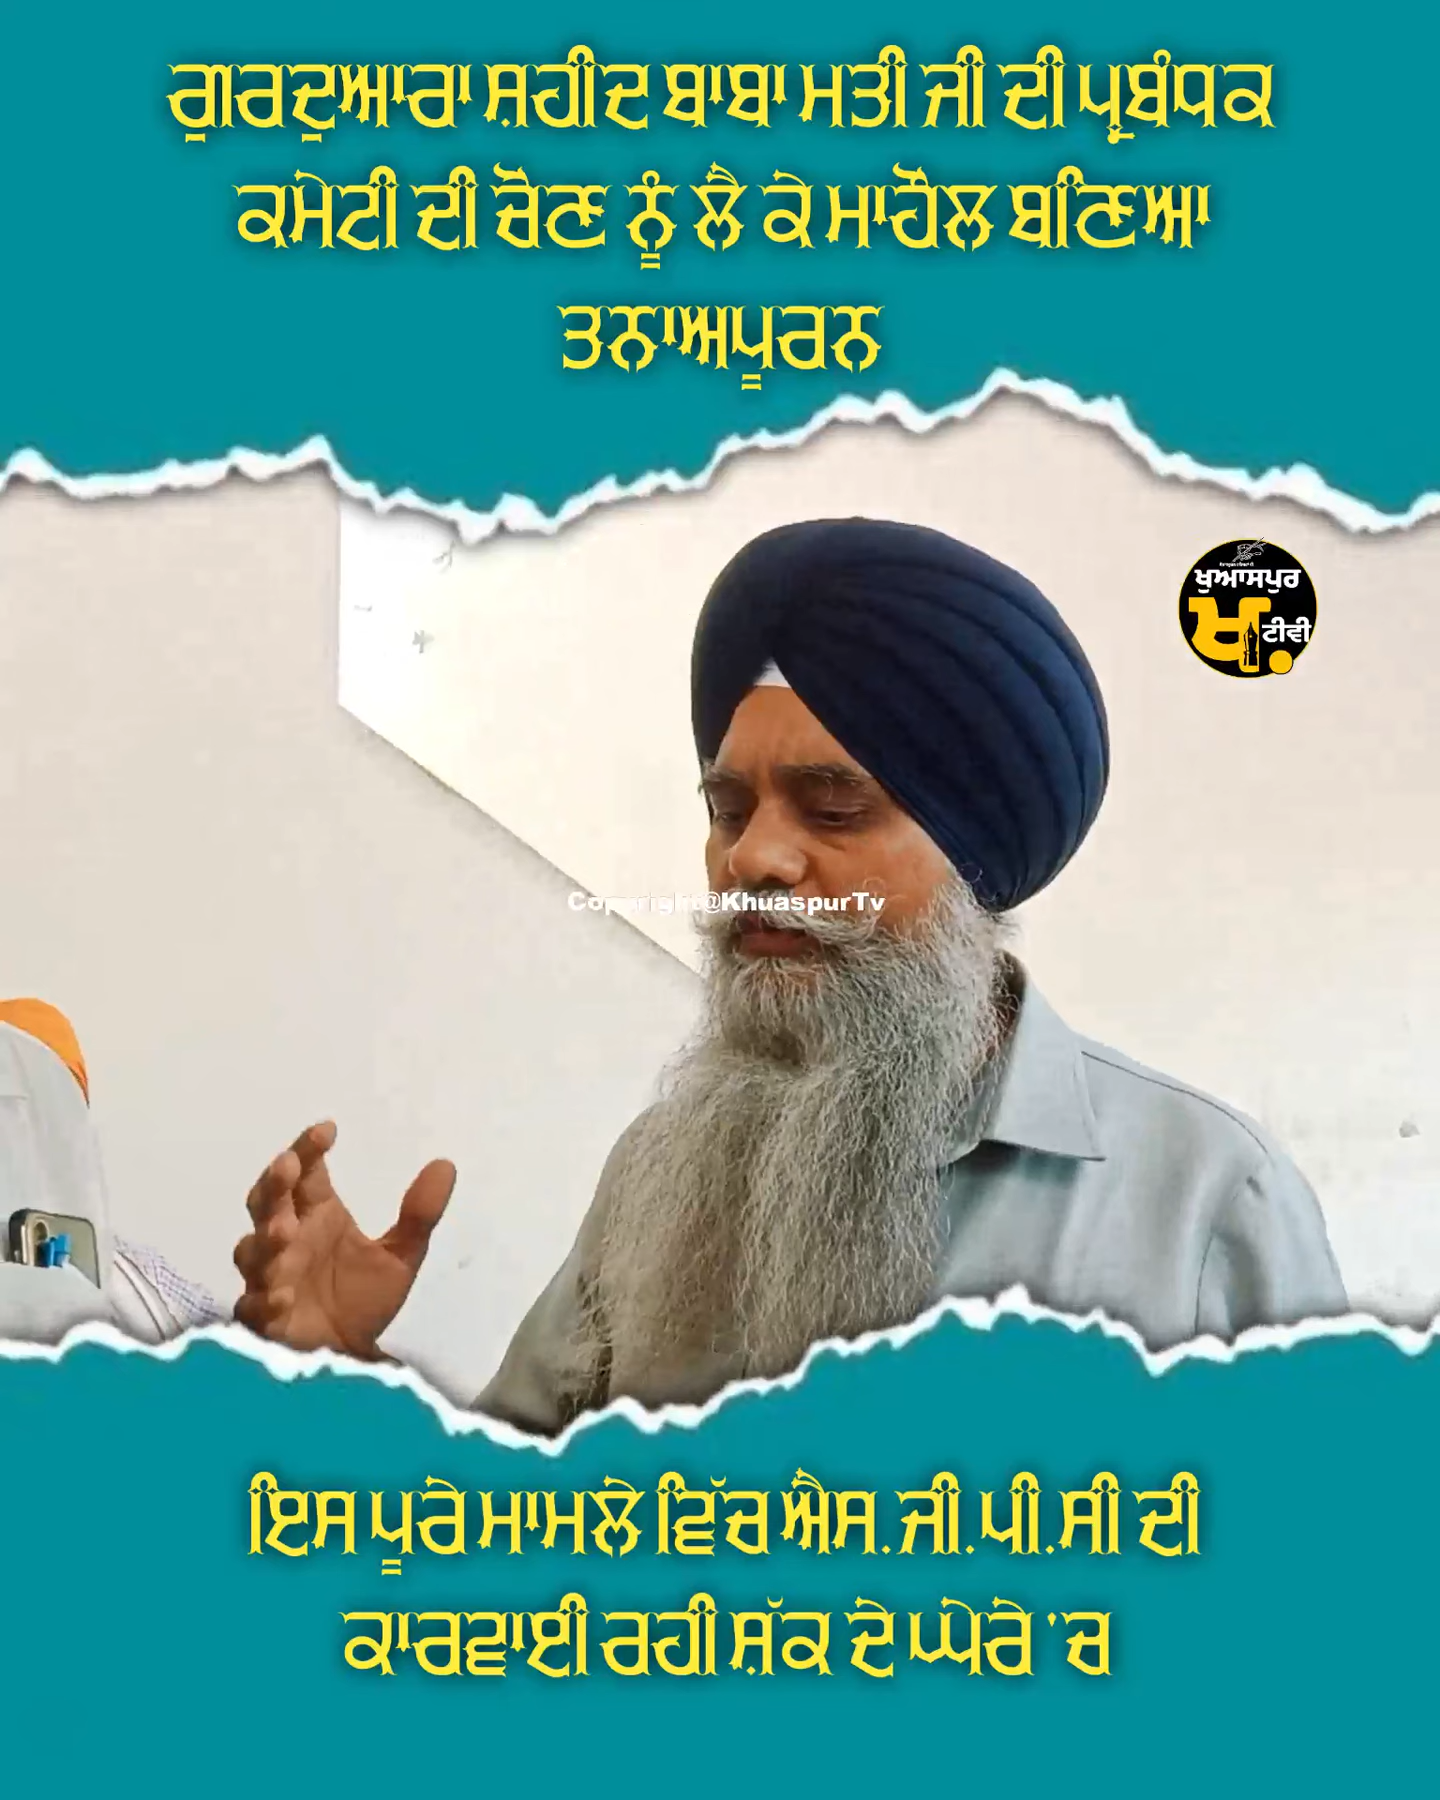 ਗੁਰਦੁਆਰਾ ਸ਼ਹੀਦ ਬਾਬਾ ਮਤੀ ਜੀ ਦੀ ਪ੍ਰਬੰਧਕ
ਕਮੇਟੀ ਦੀ ਚੋਣ ਨੂੰ ਲੈ ਕੇ ਮਾਹੌਲ ਬਣਿਆ
ਤਨਾਅਪੂਰਨ
ਖੁਆਸਪੁਰ
ਖ. ਟੀਵੀ
Copyright@KhuaspurTv
ਇਸ ਪੂਰੇ ਮਾਮਲੇ ਵਿੱਚ ਐਸ.ਜੀ.ਪੀ.ਸੀ ਦੀ
ਕਾਰਵਾਈ ਰਹੀ ਸ਼ੱਕ ਦੇ ਘੇਰੇ 'ਚ